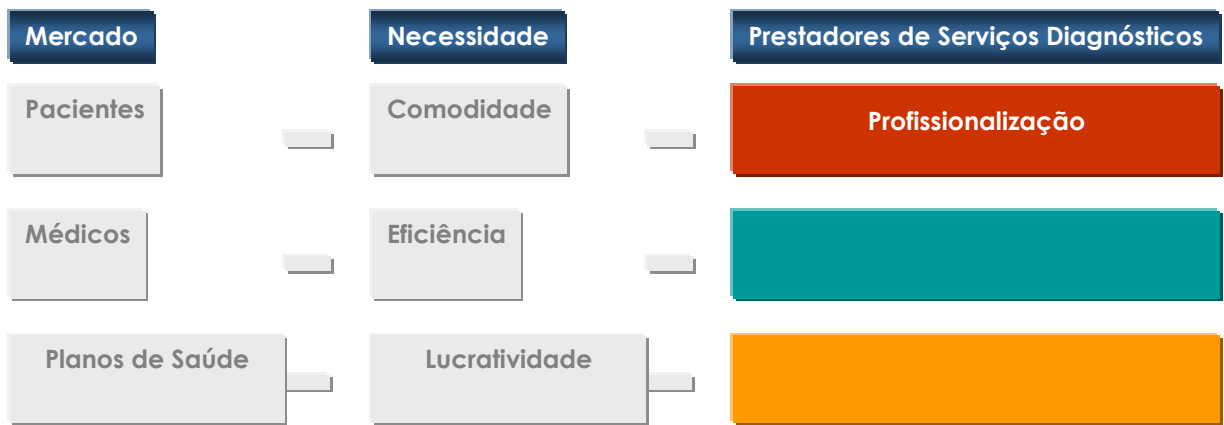 Mercado
Necessidade
Prestadores de Serviços Diagnósticos
Pacientes
Comodidade
Profissionalização
Médicos
Eficiência
Planos de Saúde
Lucratividade